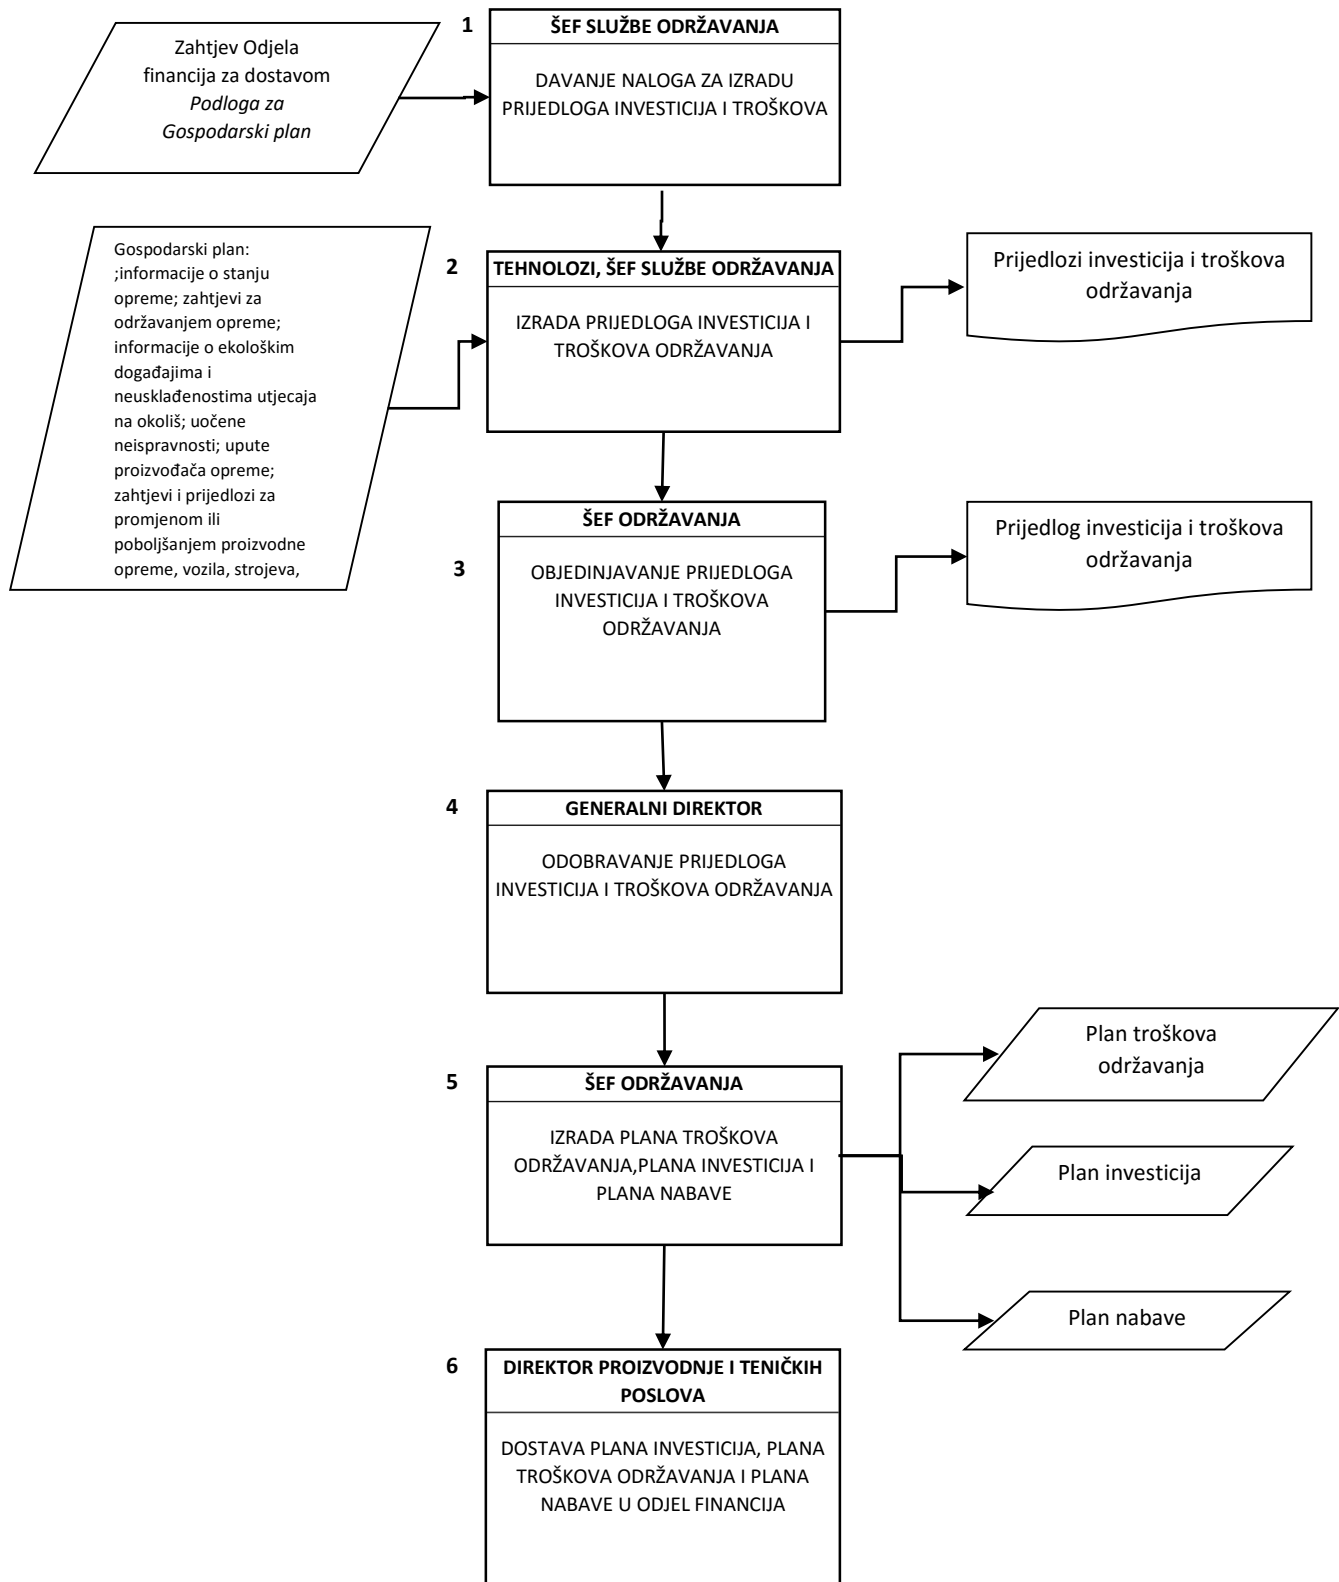 Zahtjev Odjela
financija za dostavom
Podloga za
Gospodarski plan
1
ŠEF SLUŽBE ODRŽAVANJA
DAVANJE NALOGA ZA IZRADU
PRIJEDLOGA INVESTICIJA I TROŠKOVA
Gospodarski plan:
;informacije o stanju
opreme; zahtjevi za
održavanjem opreme;
informacije o ekološkim
događajima i
neusklađenostima utjecaja
na okoliš; uočene
neispravnosti; upute
proizvođača opreme;
zahtjevi i prijedlozi za
promjenom ili
poboljšanjem proizvodne
opreme, vozila, strojeva,
2
TEHNOLOZI, ŠEF SLUŽBE ODRŽAVANJA
IZRADA PRIJEDLOGA INVESTICIJA I
TROŠKOVA ODRŽAVANJA
Prijedlozi investicija i troškova
održavanja
3
ŠEF ODRŽAVANJA
OBJEDINJAVANJE PRIJEDLOGA
INVESTICIJA I TROŠKOVA
ODRŽAVANJA
Prijedlog investicija i troškova
održavanja
4
GENERALNI DIREKTOR
ODOBRAVANJE PRIJEDLOGA
INVESTICIJA I TROŠKOVA ODRŽAVANJA
5
ŠEF ODRŽAVANJA
IZRADA PLANA TROŠKOVA
ODRŽAVANJA,PLANA INVESTICIJA I
PLANA NABAVE
Plan troškova
održavanja
Plan investicija
Plan nabave
6
DIREKTOR PROIZVODNJE I TENIČKIH
POSLOVA
DOSTAVA PLANA INVESTICIJA, PLANA
TROŠKOVA ODRŽAVANJA I PLANA
NABAVE U ODJEL FINANCIJA